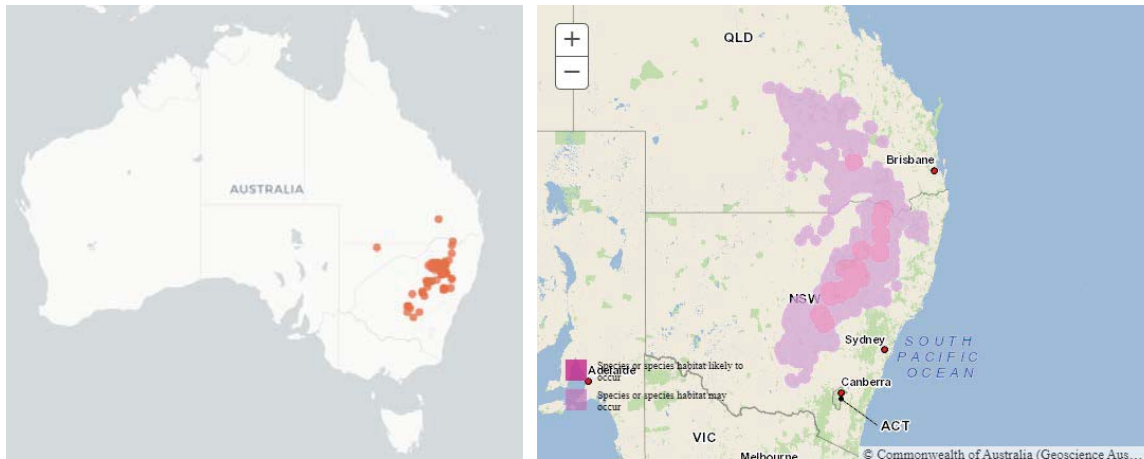 AUSTRALIA
+
−
QLD
Brisbane
NSW
Sydney
SOUTH
PACIFIC
OCEAN
Species or species habitat likely to
occur
Adelaide
Species or species habitat may
occur
Canberra
ACT
VIC
Melbourne
© Commonwealth of Australia (Geoscience Aus...